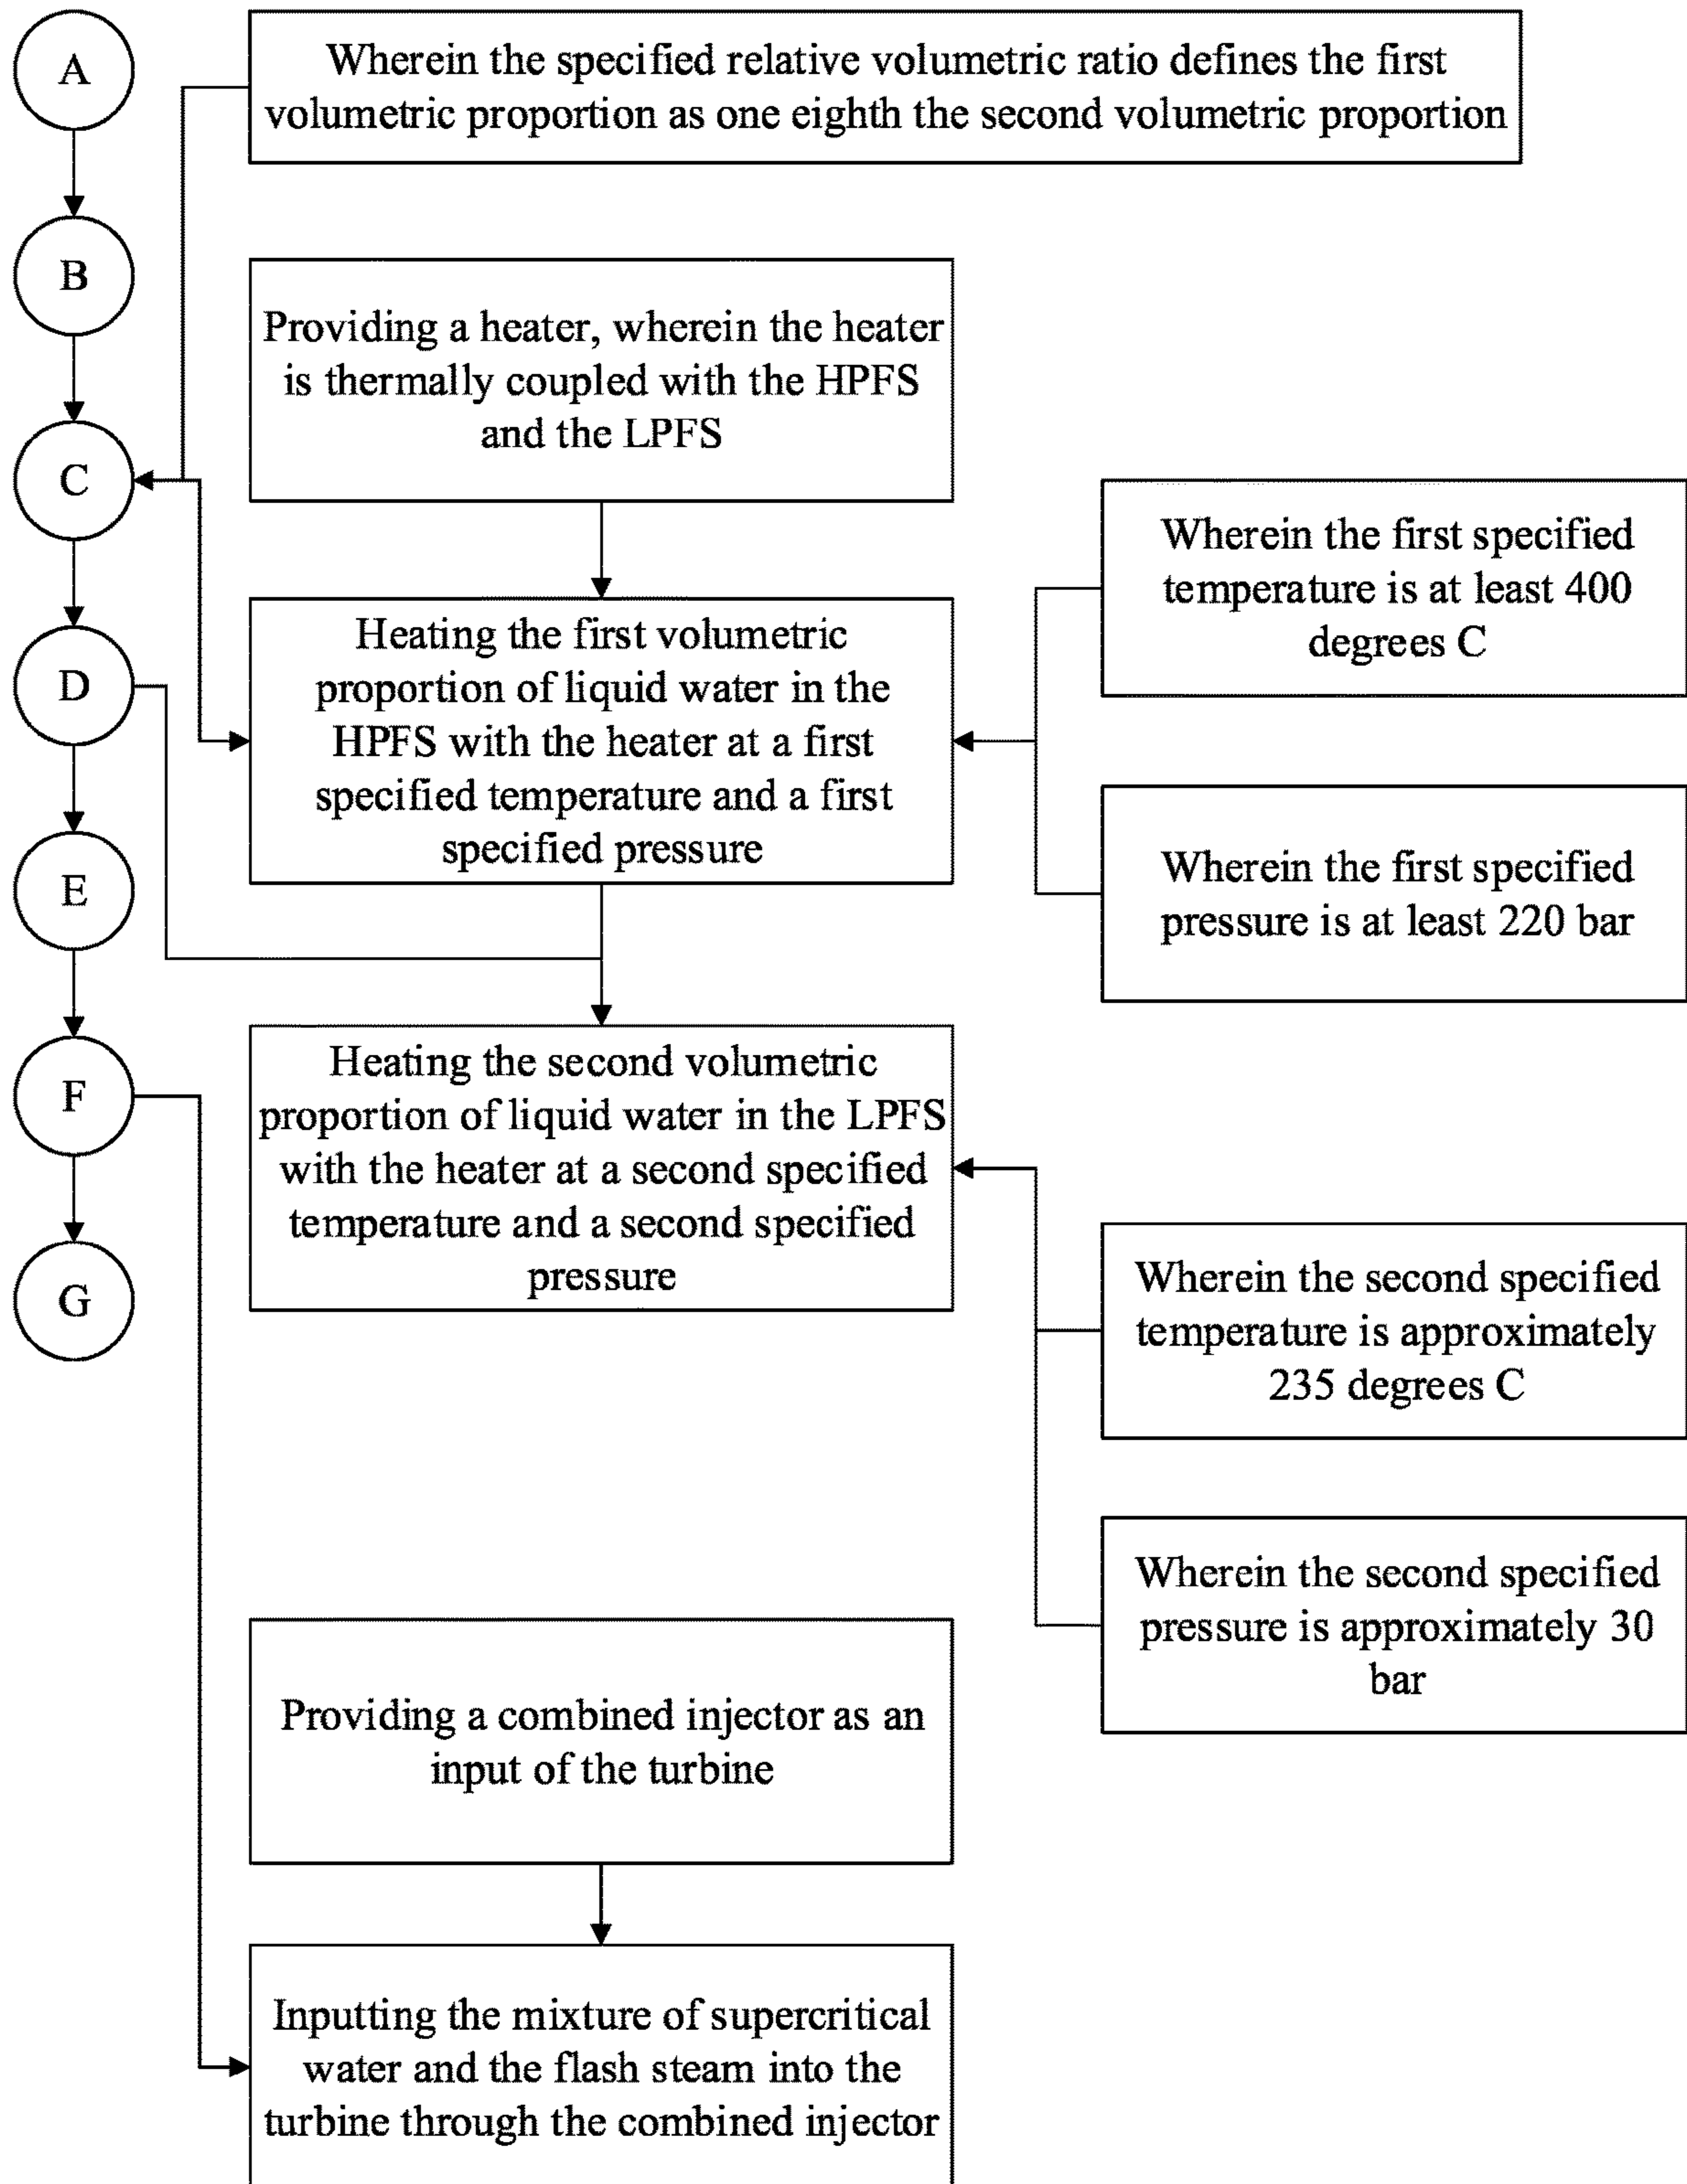 A
Wherein the specified relative volumetric ratio defines the first
volumetric proportion as one eighth the second volumetric proportion
B
Providing a heater, wherein the heater
is thermally coupled with the HPFS
and the LPFS
C
Wherein the first specified
temperature is at least 400
degrees C
D
Heating the first volumetric
proportion of liquid water in the
HPFS with the heater at a first
specified temperature and a first
specified pressure
E
Wherein the first specified
pressure is at least 220 bar
F
Heating the second volumetric
proportion of liquid water in the LPFS
with the heater at a second specified
temperature and a second specified
pressure
G
Wherein the second specified
temperature is approximately
235 degrees C
Wherein the second specified
pressure is approximately 30
bar
Providing a combined injector as an
input of the turbine
Inputting the mixture of supercritical
water and the flash steam into the
turbine through the combined injector